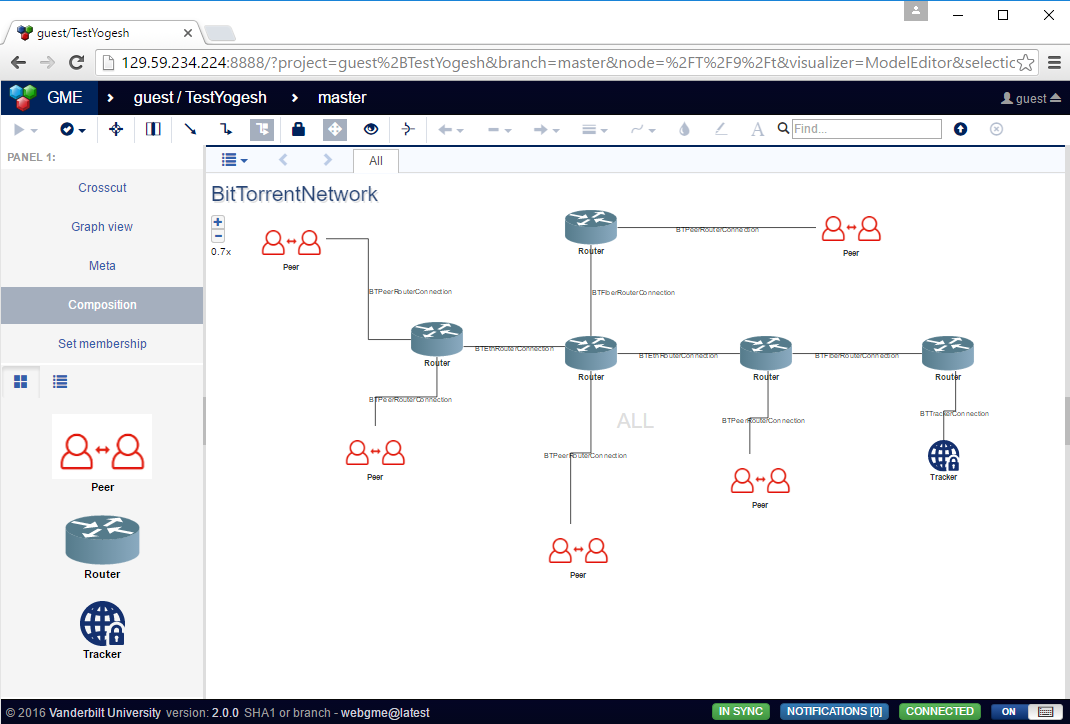 guest/TestYogesh
129.59.234.224:8888/?project=guest%2BTestYogesh&branch=master&node=%2FT%2F9%2Ft&visualizer=ModelEditor&selectic
GME guest / TestYogesh master guest
A Find...
PANEL 1:
All
Crosscut
Graph view
Meta
Composition
Set membership
Peer
Router
Tracker
BitTorrentNetwork
+
−
0.7x
Peer
Router
BTPeerRouterConnection
Peer
BTPeerRouterConnection
BTFiberRouterConnection
Router
BTEthRouterConnection
Router
BTEthRouterConnection
Router
BTFiberRouterConnection
Router
BTPeerRouterConnection
ALL
BTPeerRouterConnection
BTTrackerConnection
BTPeerRouterConnection
Peer
Peer
Tracker
Peer
© 2016 Vanderbilt University version: 2.0.0 SHA1 or branch - webgme@latest
IN SYNC NOTIFICATIONS [0] CONNECTED ON